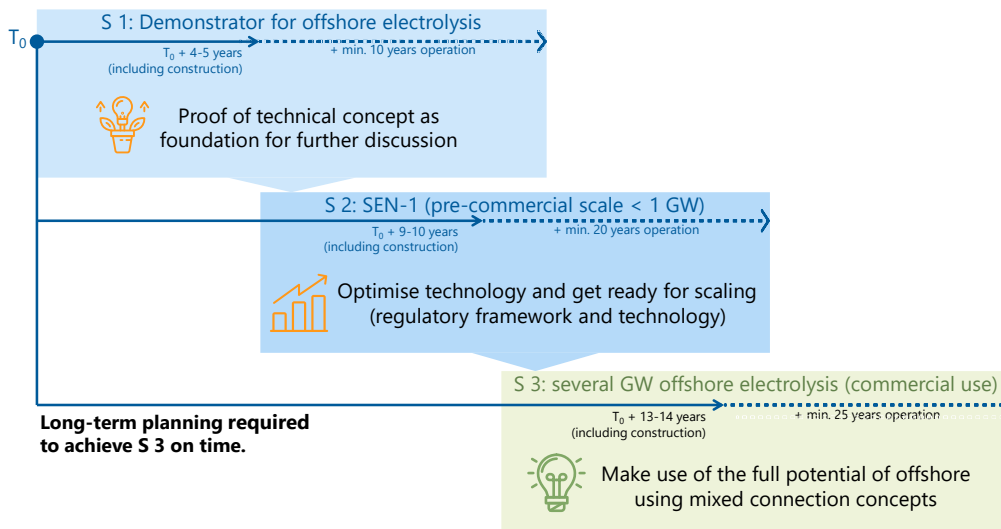 S 1: Demonstrator for offshore electrolysis
T₀
T₀ + 4-5 years
(including construction)
+ min. 10 years operation
Proof of technical concept as
foundation for further discussion
S 2: SEN-1 (pre-commercial scale < 1 GW)
T₀ + 9-10 years
(including construction)
+ min. 20 years operation
Optimise technology and get ready for scaling
(regulatory framework and technology)
S 3: several GW offshore electrolysis (commercial use)
T₀ + 13-14 years
(including construction)
+ min. 25 years operation
Long-term planning required
to achieve S 3 on time.
Make use of the full potential of offshore
using mixed connection concepts